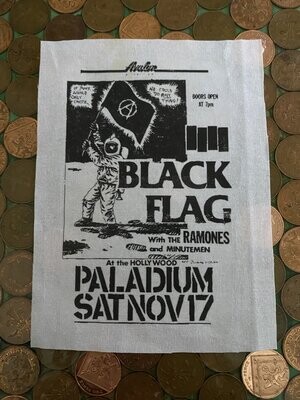 Avalon
DOORS OPEN
AT 7pm
BLACK
FLAG
With THE RAMONES
and MINUTEMEN
At the HOLLYWOOD
PALADIUM
SAT NOV 17